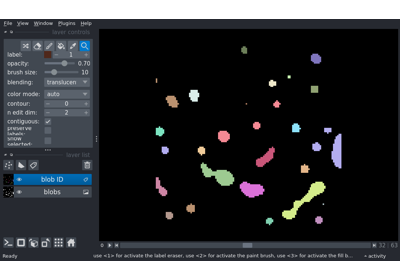 File View Window Plugins Help
layer controls
label: 1
opacity: 0.70
brush size: 10
blending: translucen
color mode: auto
contour: 0
n edit dim: 2
contiguous:
preserve labels:
show selected:
layer list
blob ID
blobs
32 63
Ready use <1> for activate the label eraser, use <2> for activate the paint brush, use <3> for activate the fill b... activity